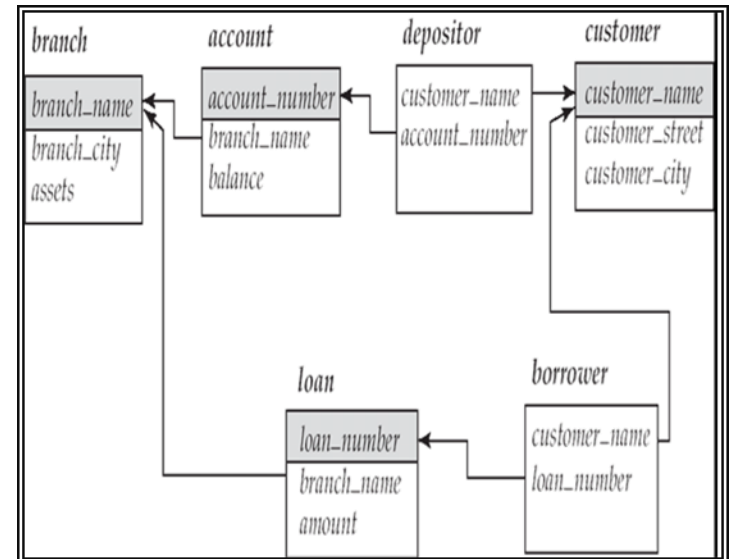 branch
branch_name
branch_city
assets
account
account_number
branch_name
balance
depositor
customer_name
account_number
customer
customer_name
customer_street
customer_city
loan
loan_number
branch_name
amount
borrower
customer_name
loan_number